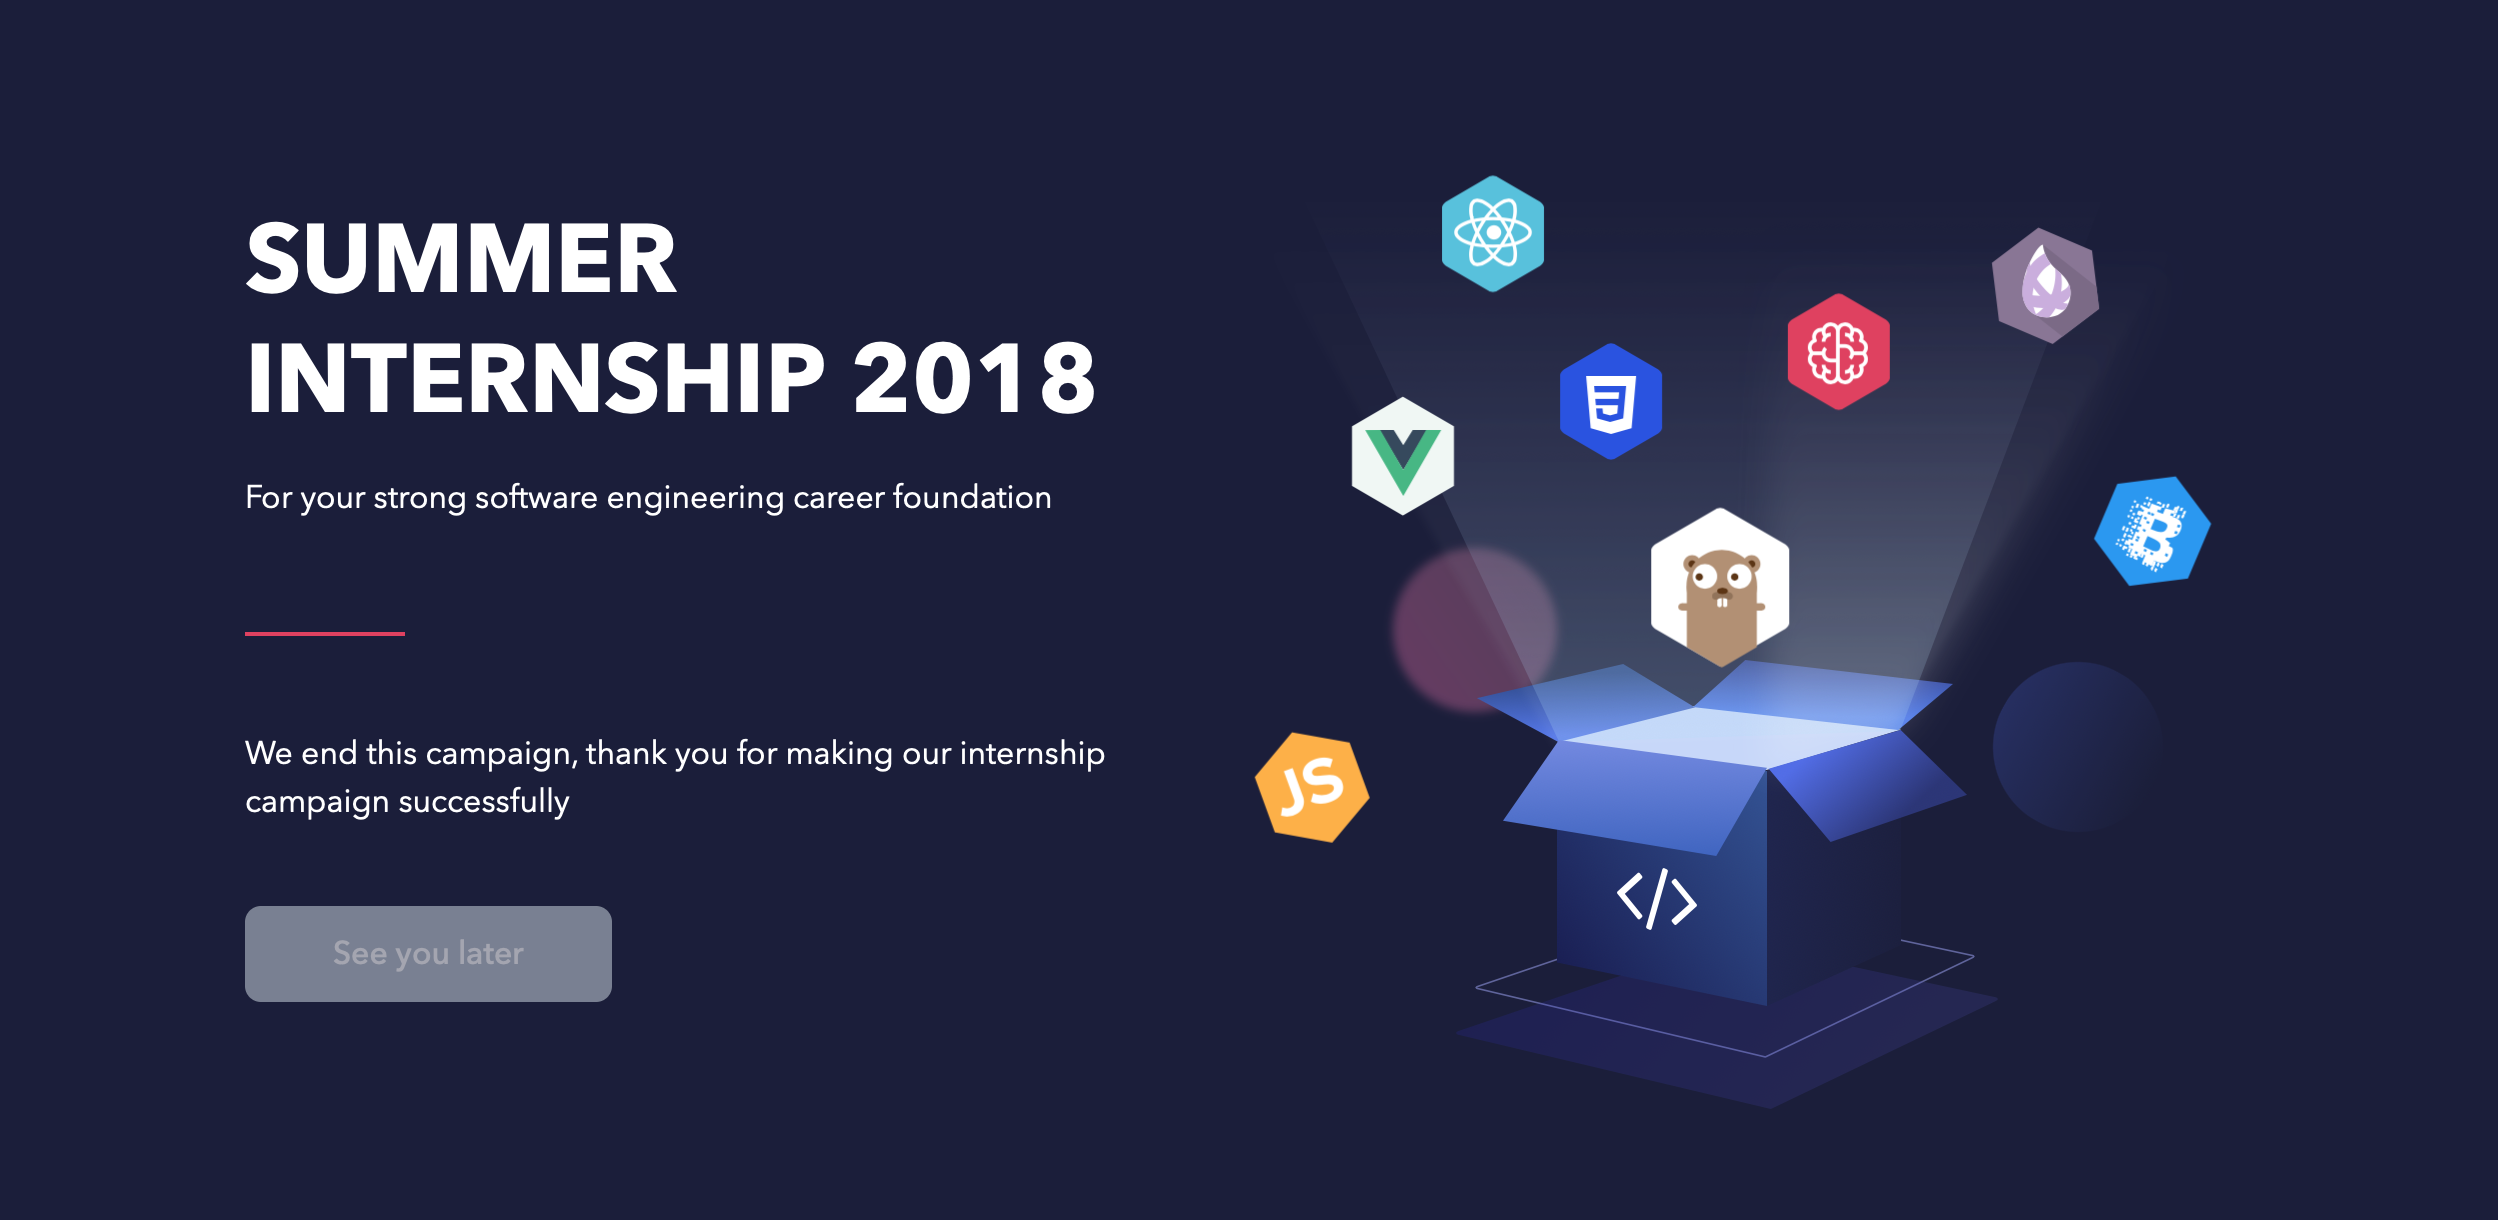 SUMMER
INTERNSHIP 2018
For your strong software engineering career foundation
We end this campaign, thank you for making our internship
campaign successfully
See you later
JS